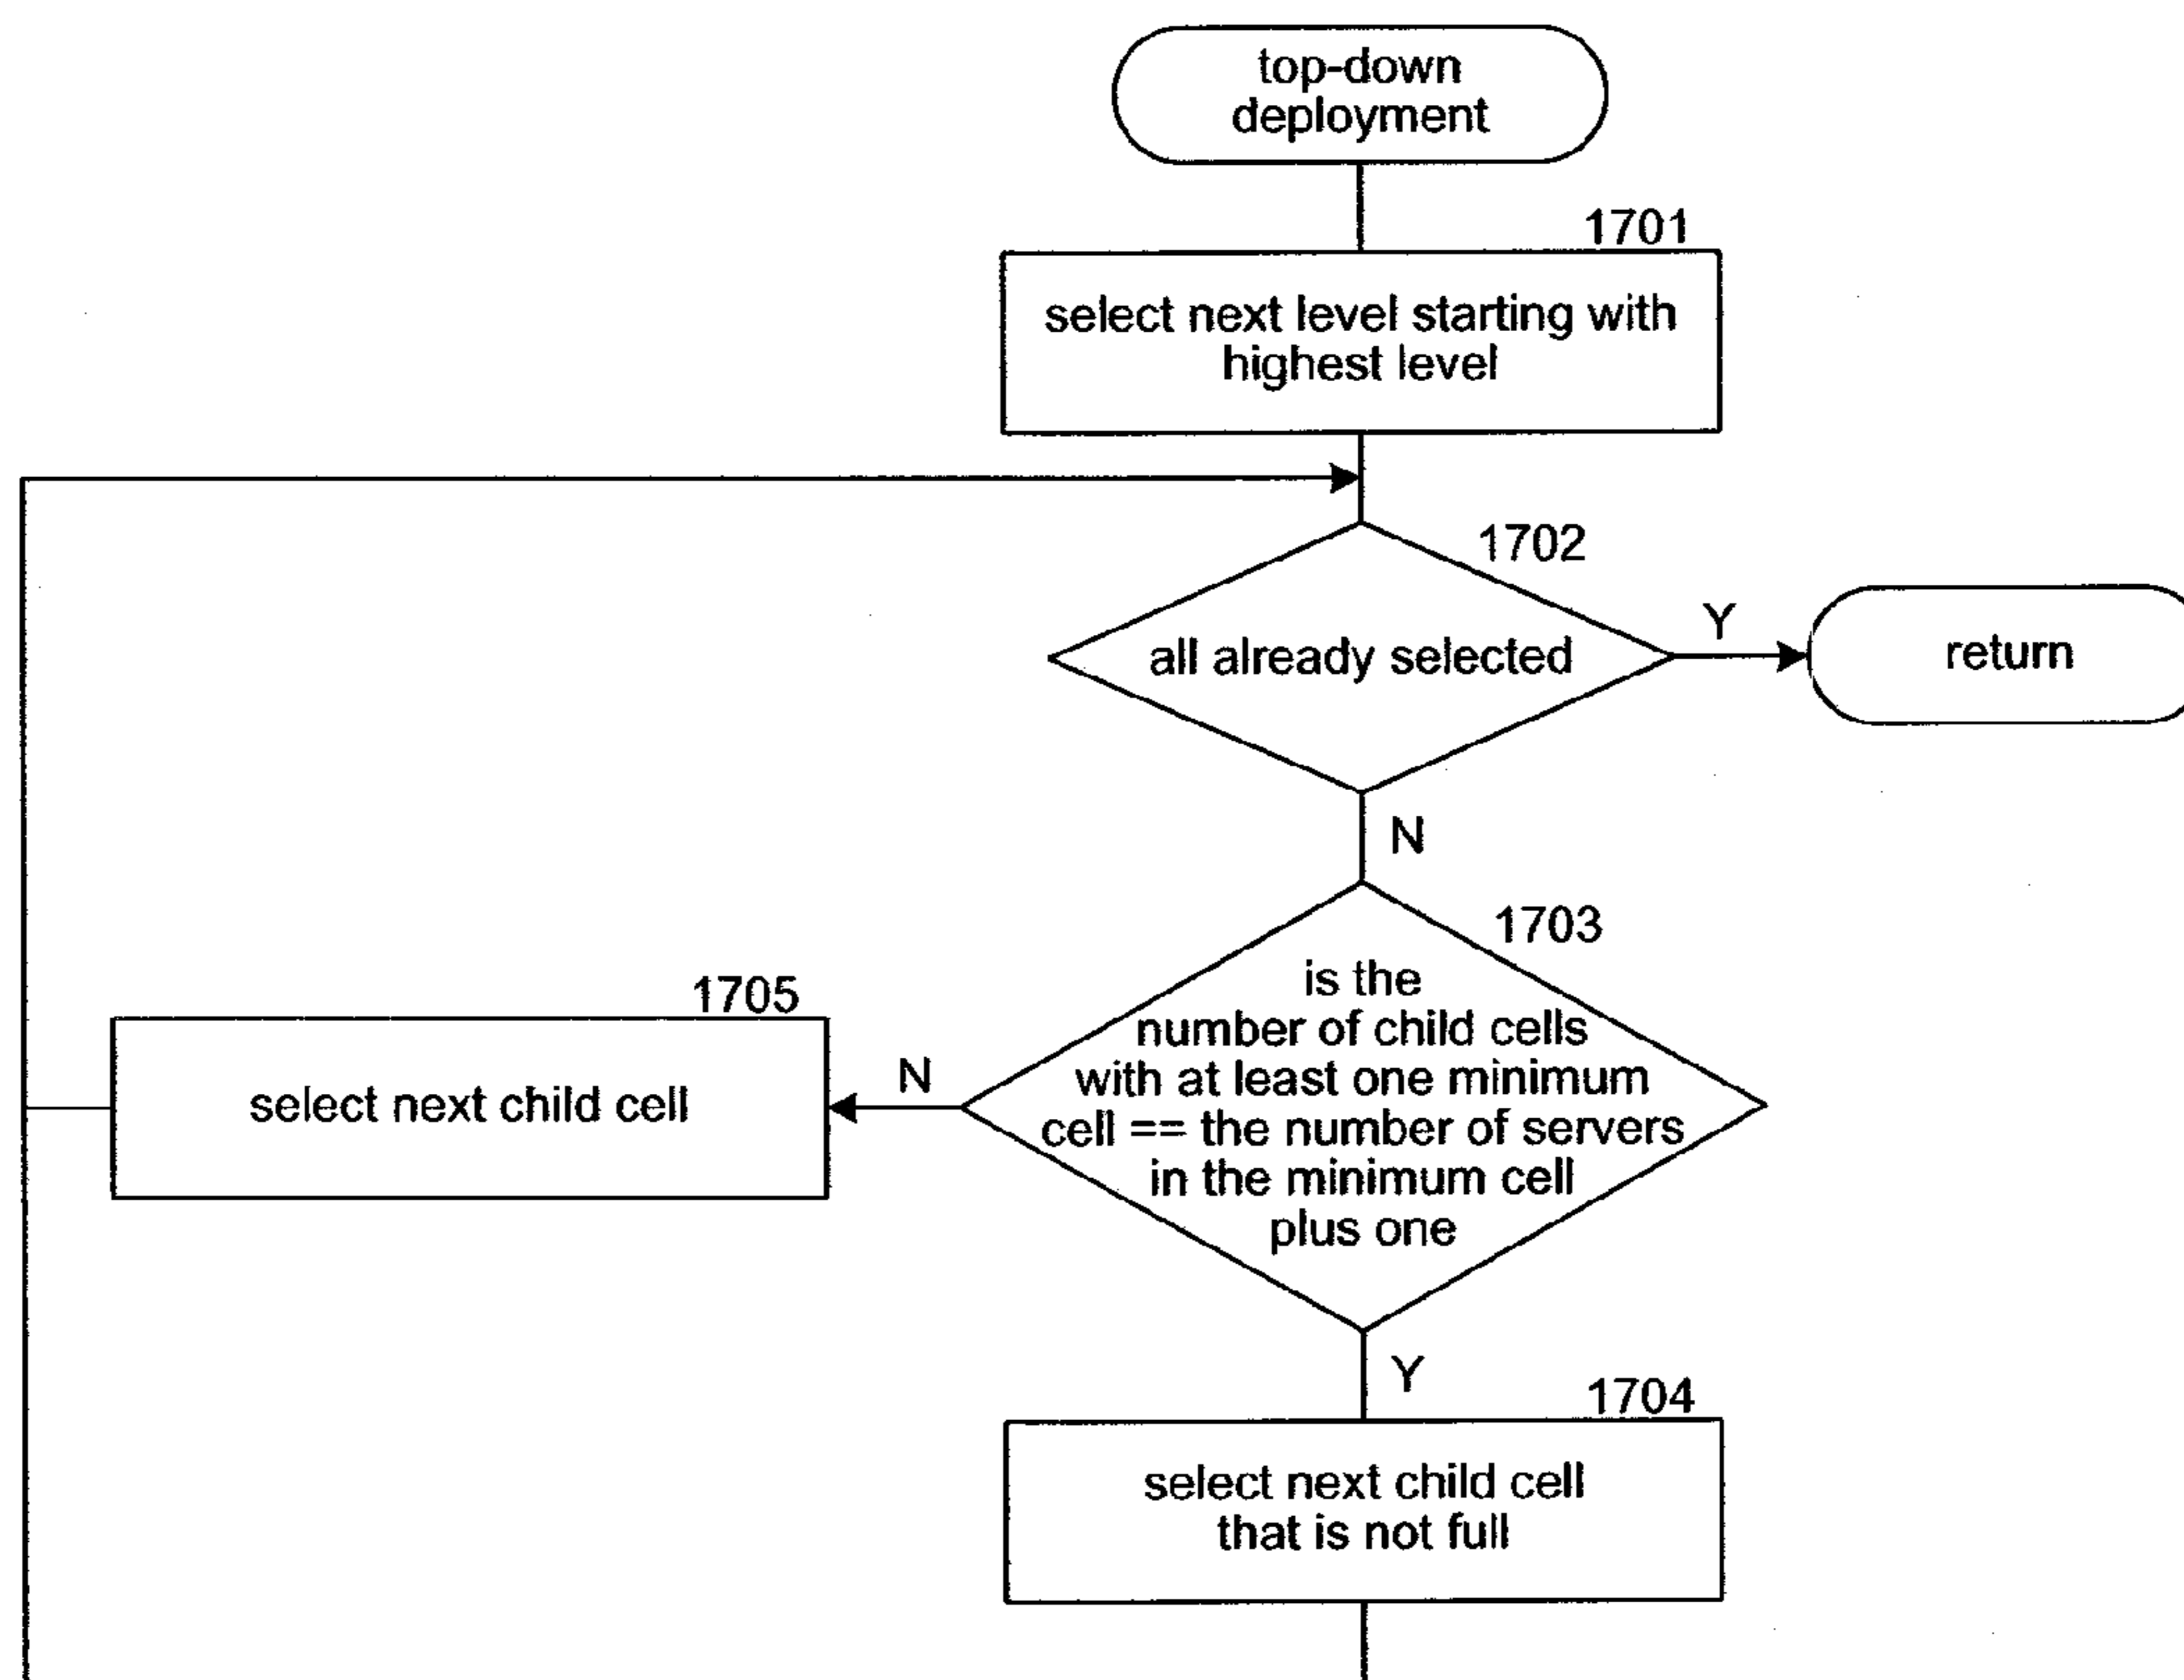 top-down
deployment
1701
select next level starting with
highest level
1702
all already selected
Y
return
N
1703
is the
number of child cells
with at least one minimum
cell == the number of servers
in the minimum cell
plus one
N
1705
select next child cell
Y
1704
select next child cell
that is not full